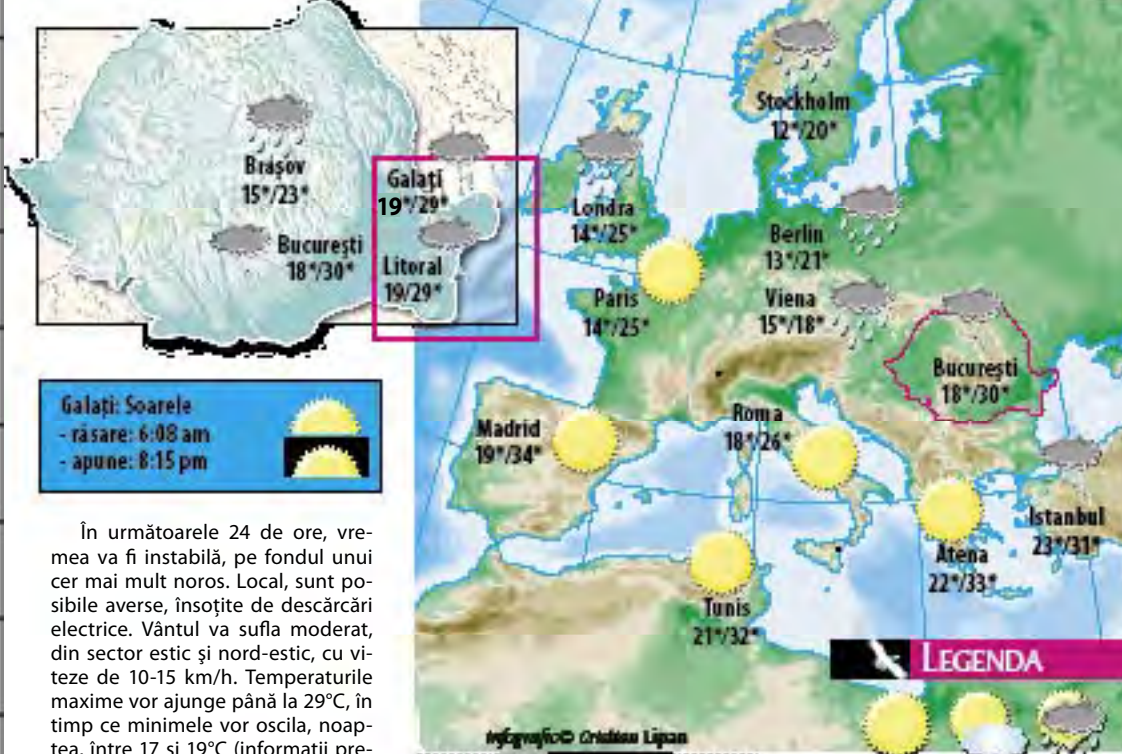 Brașov
15°/23°
Galați
19°/29°
București
18°/30°
Litoral
19/29°
Galați: Soarele
- răsare: 6:08 am
- apune: 8:15 pm
În următoarele 24 de ore, vre-
mea va fi instabilă, pe fondul unui
cer mai mult noros. Local, sunt po-
sibile averse, însoțite de descărcări
electrice. Vântul va sufla moderat,
din sector estic şi nord-estic, cu vi-
teze de 10-15 km/h. Temperaturile
maxime vor ajunge până la 29°C, în
timp ce minimele vor oscila, noap-
tea, între 17 şi 19°C (informaţii pre-
Stockholm
12°/20°
Londra
14°/25°
Berlin
13°/21°
Paris
14°/25°
Viena
15°/18°
București
18°/30°
Madrid
19°/34°
Roma
18°/26°
Istanbul
23°/31°
Atena
22°/33°
Tunis
21°/32°
LEGENDA
Infografic© Cristian Lipan